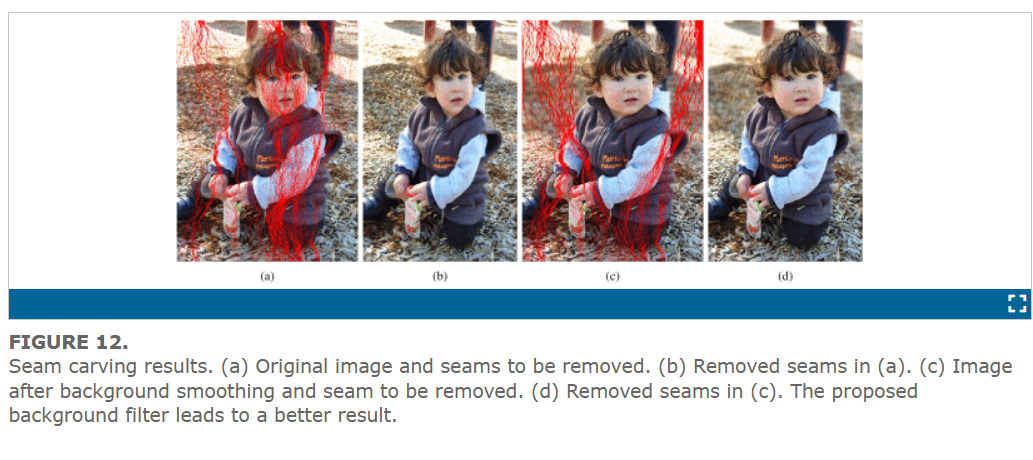 (a) (b) (c) (d)
FIGURE 12.
Seam carving results. (a) Original image and seams to be removed. (b) Removed seams in (a). (c) Image
after background smoothing and seam to be removed. (d) Removed seams in (c). The proposed
background filter leads to a better result.